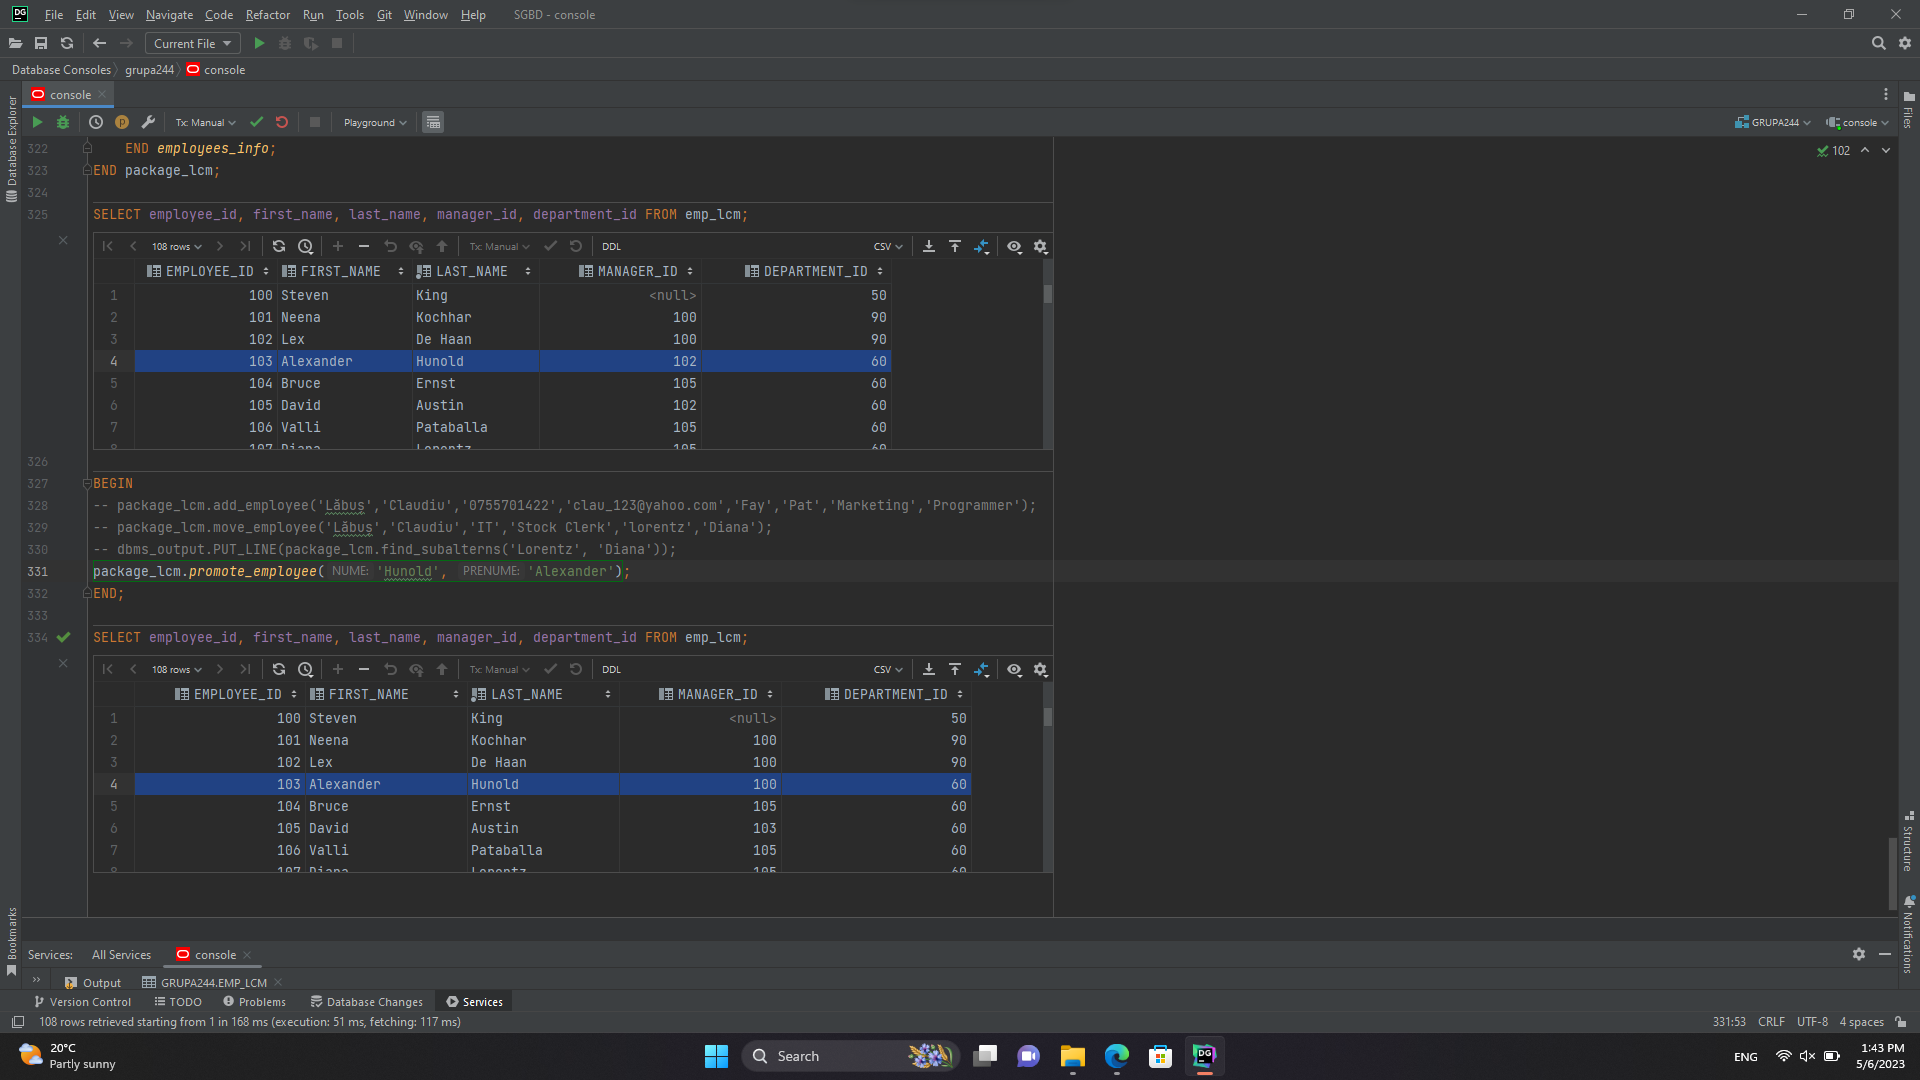 DG File Edit View Navigate Code Refactor Run Tools Git Window Help SGBD - console
Current File
Database Consoles grupa244 console
console
Tx: Manual Playground GRUPA244 console
Database Explorer
Files
102
322 END employees_info;
323 END package_lcm;
324
325 SELECT employee_id, first_name, last_name, manager_id, department_id FROM emp_lcm;
108 rows Tx: Manual DDL CSV
EMPLOYEE_ID FIRST_NAME LAST_NAME MANAGER_ID DEPARTMENT_ID
1 100 Steven King <null> 50
2 101 Neena Kochhar 100 90
3 102 Lex De Haan 100 90
4 103 Alexander Hunold 102 60
5 104 Bruce Ernst 105 60
6 105 David Austin 102 60
7 106 Valli Pataballa 105 60
8 107 Diana Lorentz 105 60
326
327 BEGIN
328 -- package_lcm.add_employee('Lăbuș','Claudiu','0755701422','clau_123@yahoo.com','Fay','Pat','Marketing','Programmer');
329 -- package_lcm.move_employee('Lăbuș','Claudiu','IT','Stock Clerk','lorentz','Diana');
330 -- dbms_output.PUT_LINE(package_lcm.find_subalterns('Lorentz', 'Diana'));
331 package_lcm.promote_employee( NUME: 'Hunold', PRENUME: 'Alexander');
332 END;
333
334 SELECT employee_id, first_name, last_name, manager_id, department_id FROM emp_lcm;
108 rows Tx: Manual DDL CSV
EMPLOYEE_ID FIRST_NAME LAST_NAME MANAGER_ID DEPARTMENT_ID
1 100 Steven King <null> 50
2 101 Neena Kochhar 100 90
3 102 Lex De Haan 100 90
4 103 Alexander Hunold 100 60
5 104 Bruce Ernst 105 60
6 105 David Austin 103 60
7 106 Valli Pataballa 105 60
8 107 Diana Lorentz 105 60
Structure
Notifications
Bookmarks
Services: All Services console
Output GRUPA244.EMP_LCM
Version Control TODO Problems Database Changes Services
108 rows retrieved starting from 1 in 168 ms (execution: 51 ms, fetching: 117 ms) 331:53 CRLF UTF-8 4 spaces
20°C
Partly sunny
Search
DG
ENG
1:43 PM
5/6/2023